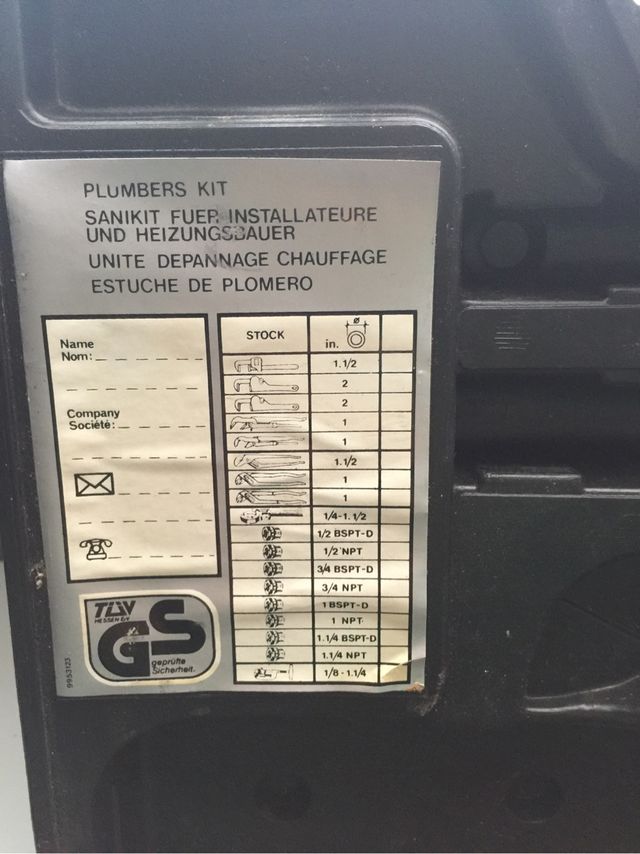 PLUMBERS KIT
SANIKIT FUER INSTALLATEURE
UND HEIZUNGSBAUER
UNITE DEPANNAGE CHAUFFAGE
ESTUCHE DE PLOMERO
Name
Nom:
Company
Société:
STOCK in. ø
1.1/2
2
2
1
1
1.1/2
1
1
1/4-1.1/2
1/2 BSPT-D
1/2 NPT
3/4 BSPT-D
3/4 NPT
1 BSPT-D
1 NPT
1.1/4 BSPT-D
1.1/4 NPT
1/8 - 1.1/4
TÜV
HESSEN E.V
GS
geprüfte
Sicherheit.
9953123